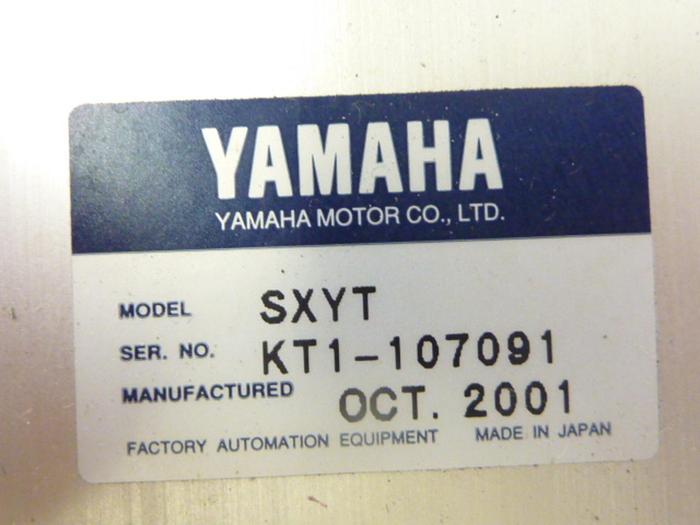 YAMAHA
YAMAHA MOTOR CO., LTD.
MODEL SXYT
SER. NO. KT1-107091
MANUFACTURED OCT. 2001
FACTORY AUTOMATION EQUIPMENT MADE IN JAPAN